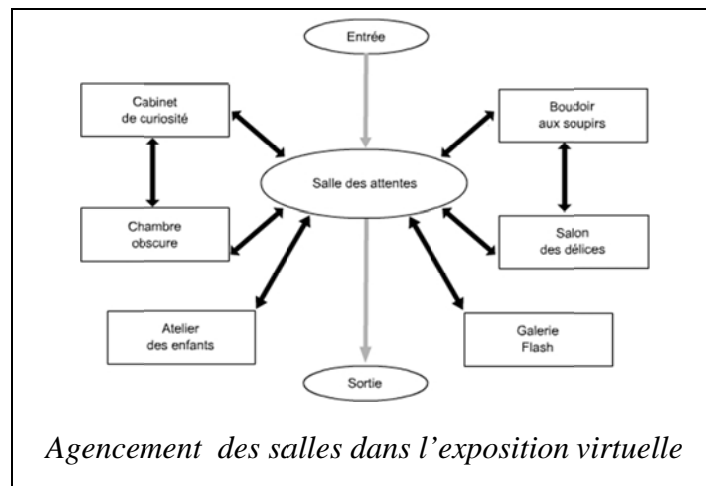 Entrée
Cabinet
de curiosité
Boudoir
aux soupirs
Salle des attentes
Chambre
obscure
Salon
des délices
Atelier
des enfants
Galerie
Flash
Sortie
Agencement des salles dans l'exposition virtuelle